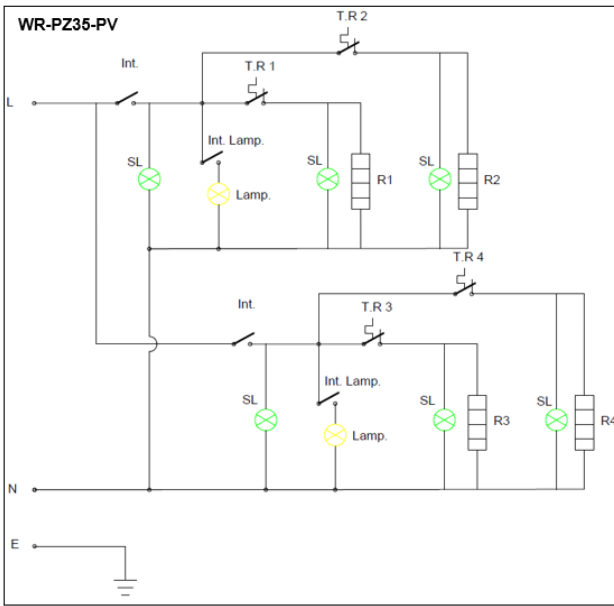 WR-PZ35-PV
T.R 2
Int.
T.R 1
L
Int. Lamp.
SL
SL
SL
R1
R2
Lamp.
T.R 4
Int.
T.R 3
Int. Lamp.
SL
SL
SL
R3
R4
Lamp.
N
E